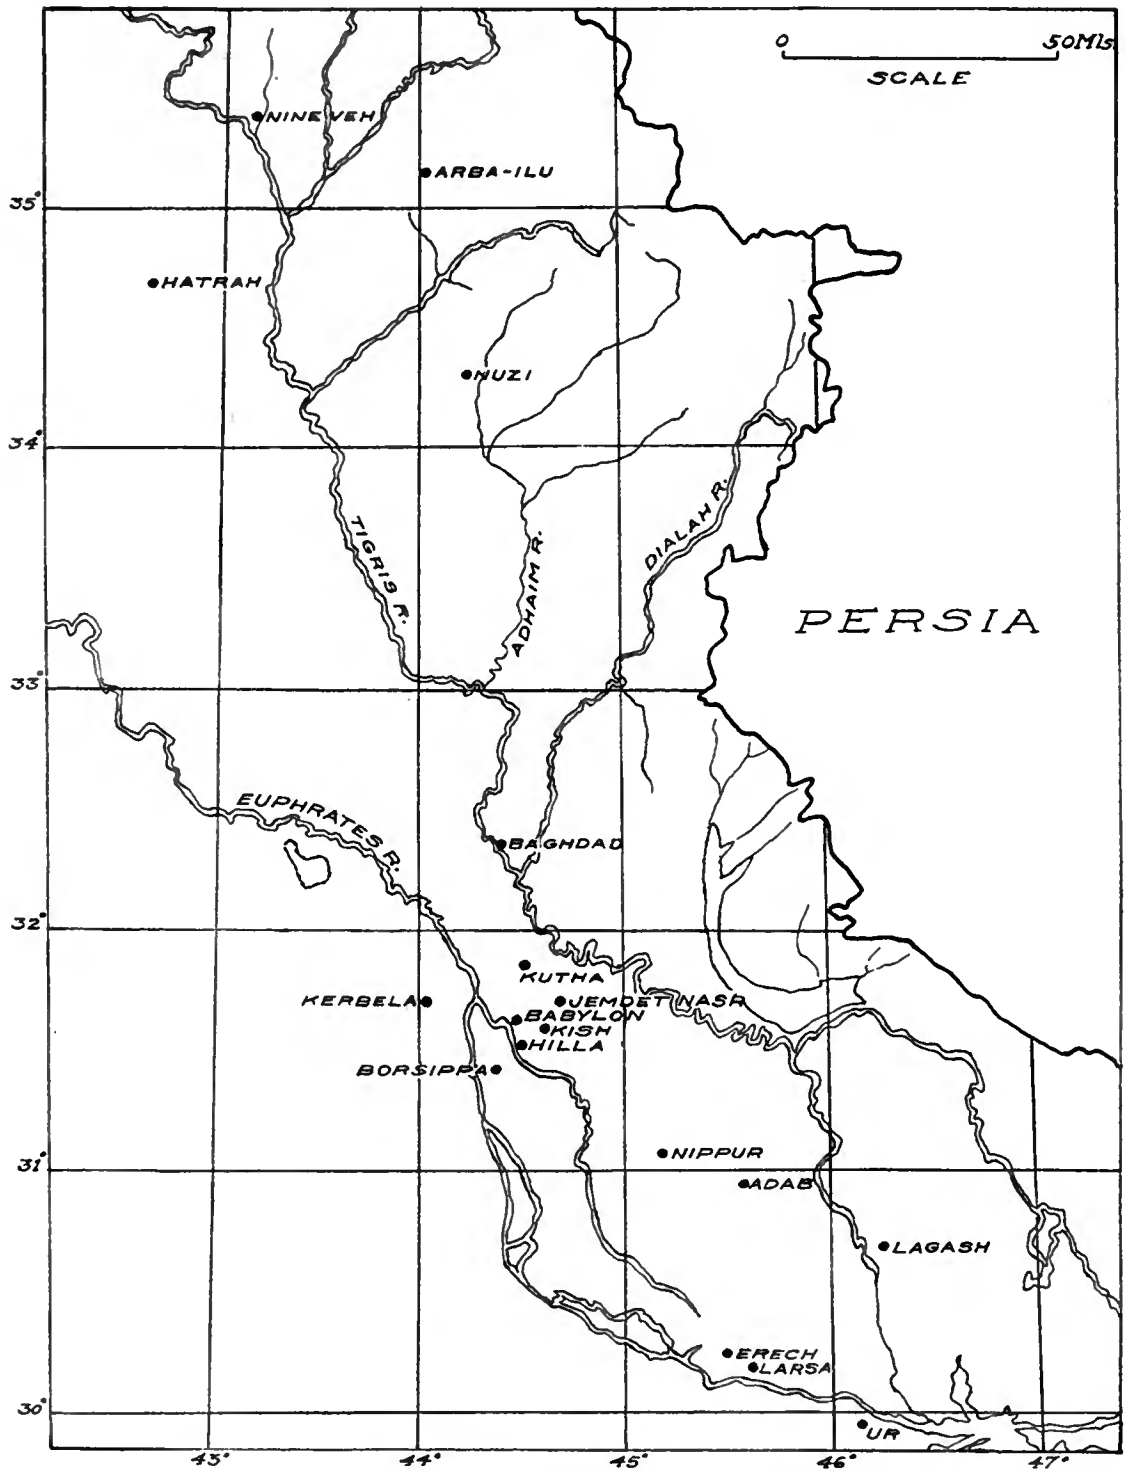 0 50Mls.
SCALE
NINEVEH
ARBA-ILU
35°
HATRAH
NUZI
34°
TIGRIS R.
ADHAIM R.
DIALAH R.
PERSIA
33°
EUPHRATES R.
BAGHDAD
32°
KUTHA
KERBELA
JEMDET NASR
BABYLON
KISH
HILLA
BORSIPPA
NIPPUR
31°
ADAB
LAGASH
ERECH
LARSA
30°
UR
43° 44° 45° 46° 47°